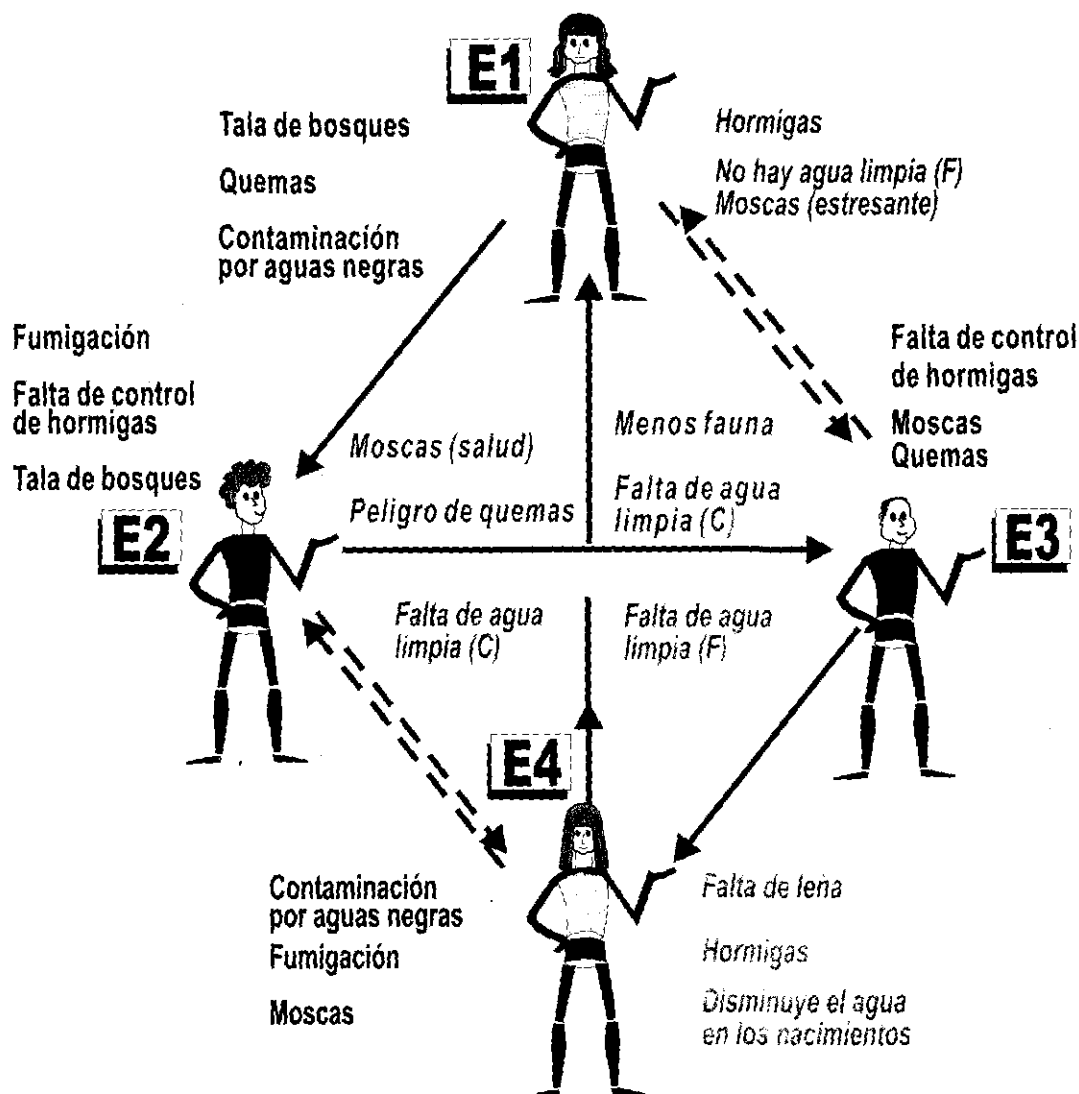 E1
Tala de bosques
Quemas
Contaminación
por aguas negras
Hormigas
No hay agua limpia (F)
Moscas (estresante)
Fumigación
Falta de control
de hormigas
Tala de bosques
E2
Moscas (salud)
Peligro de quemas
Menos fauna
Falta de agua
limpia (C)
Falta de control
de hormigas
Moscas
Quemas
E3
Falta de agua
limpia (C)
Falta de agua
limpia (F)
E4
Contaminación
por aguas negras
Fumigación
Moscas
Falta de leña
Hormigas
Disminuye el agua
en los nacimientos